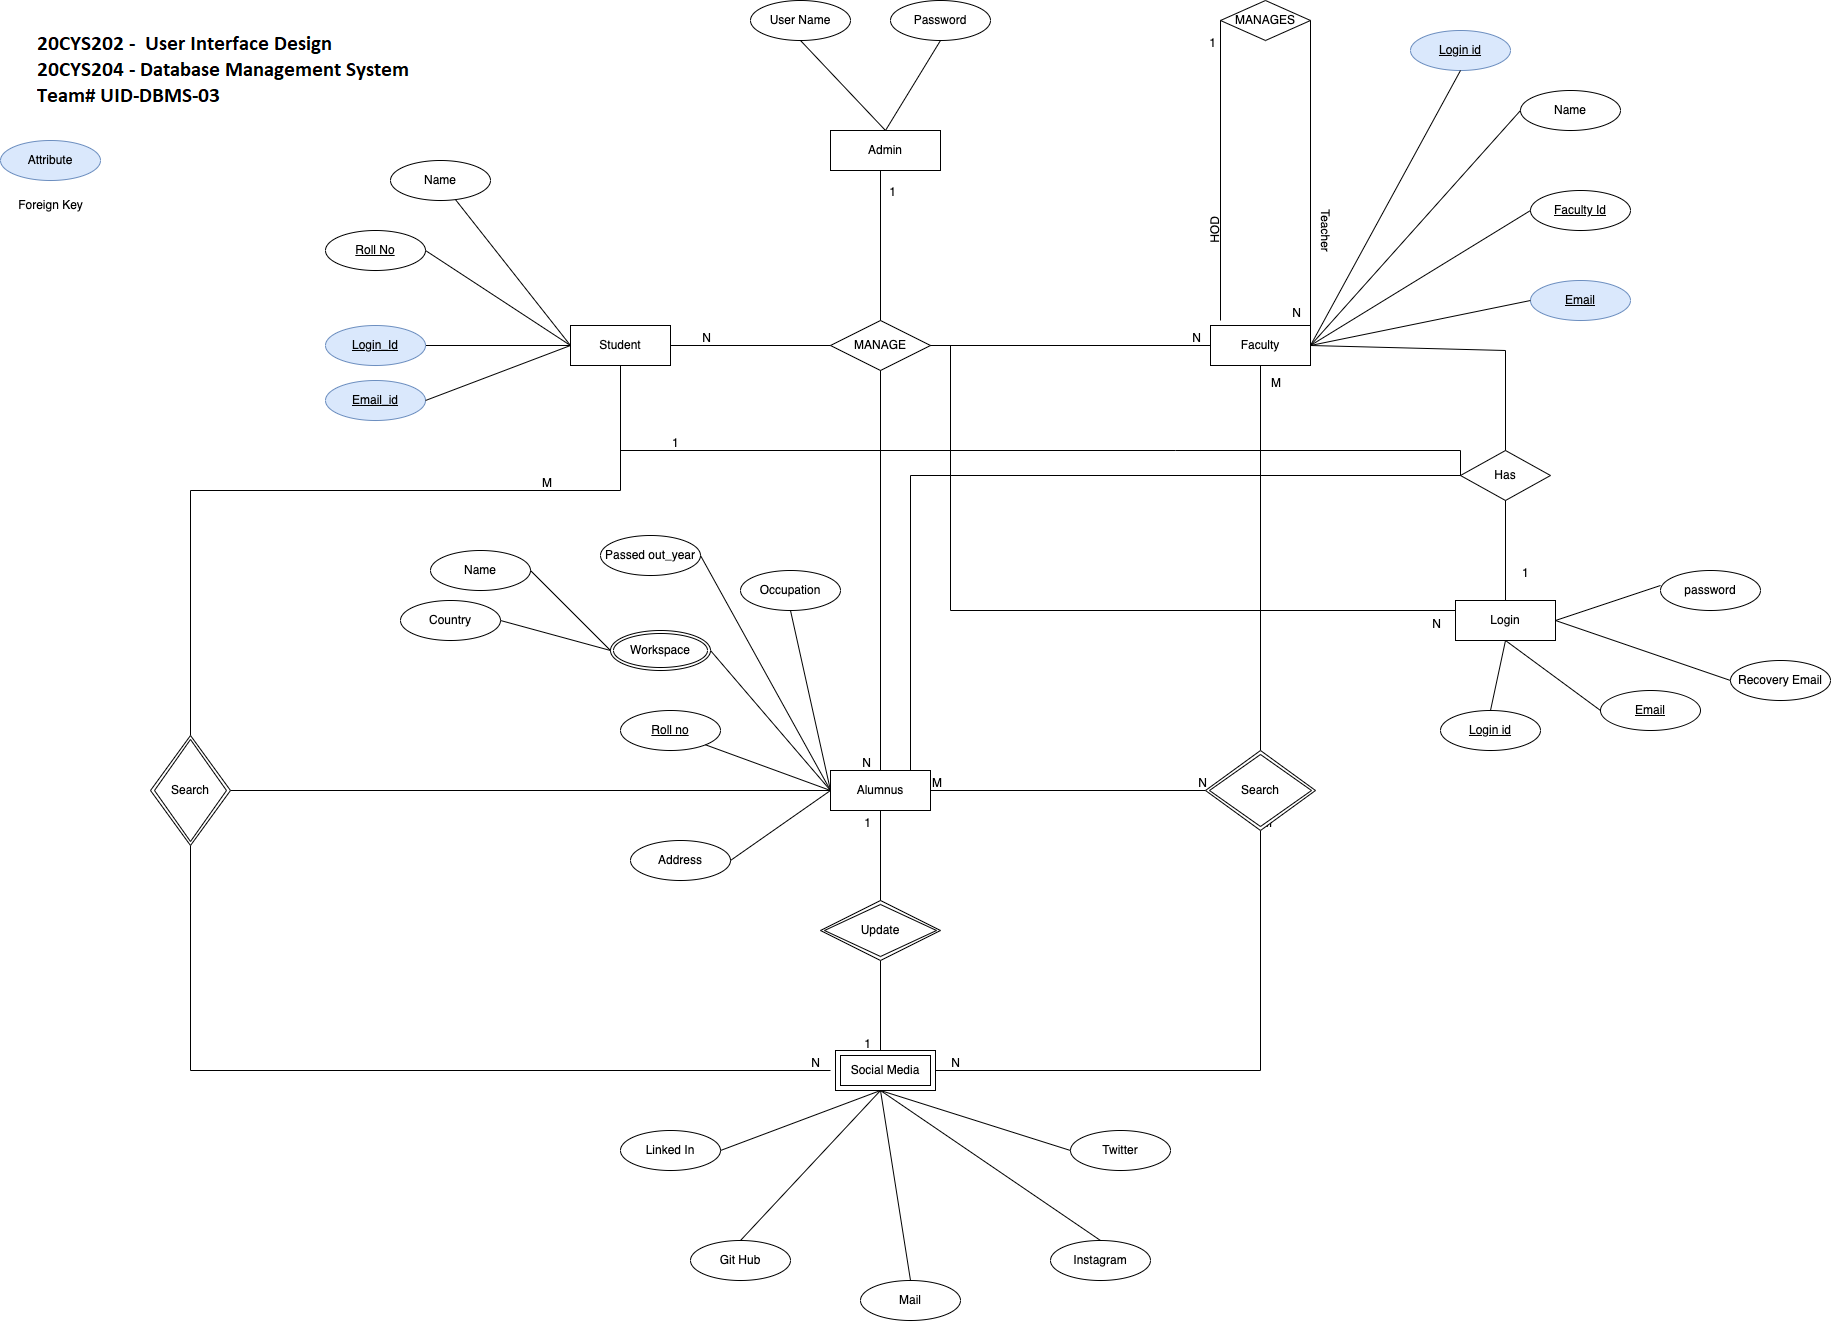 20CYS202 -  User Interface Design
20CYS204 - Database Management System
Team# UID-DBMS-03
Attribute
Foreign Key
User Name
Password
Admin
1
MANAGES
1
HOD
Teacher
N
Login id
Name
Faculty Id
Email
Name
Roll No
Login_Id
Email_id
Student
N
MANAGE
N
Faculty
M
1
M
Has
1
Login
N
password
Recovery Email
Email
Login id
Name
Country
Workspace
Passed out_year
Occupation
Roll no
Address
N
Alumnus
M
1
N
Search
Search
Update
1
N
Social Media
N
Linked In
Git Hub
Mail
Instagram
Twitter